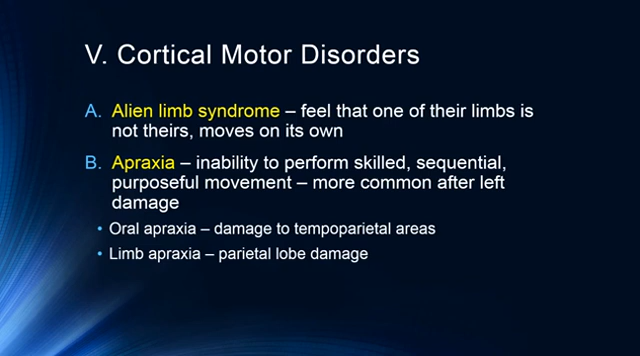 V. Cortical Motor Disorders
A. Alien limb syndrome – feel that one of their limbs is
not theirs, moves on its own
B. Apraxia – inability to perform skilled, sequential,
purposeful movement – more common after left
damage
• Oral apraxia – damage to tempoparietal areas
• Limb apraxia – parietal lobe damage